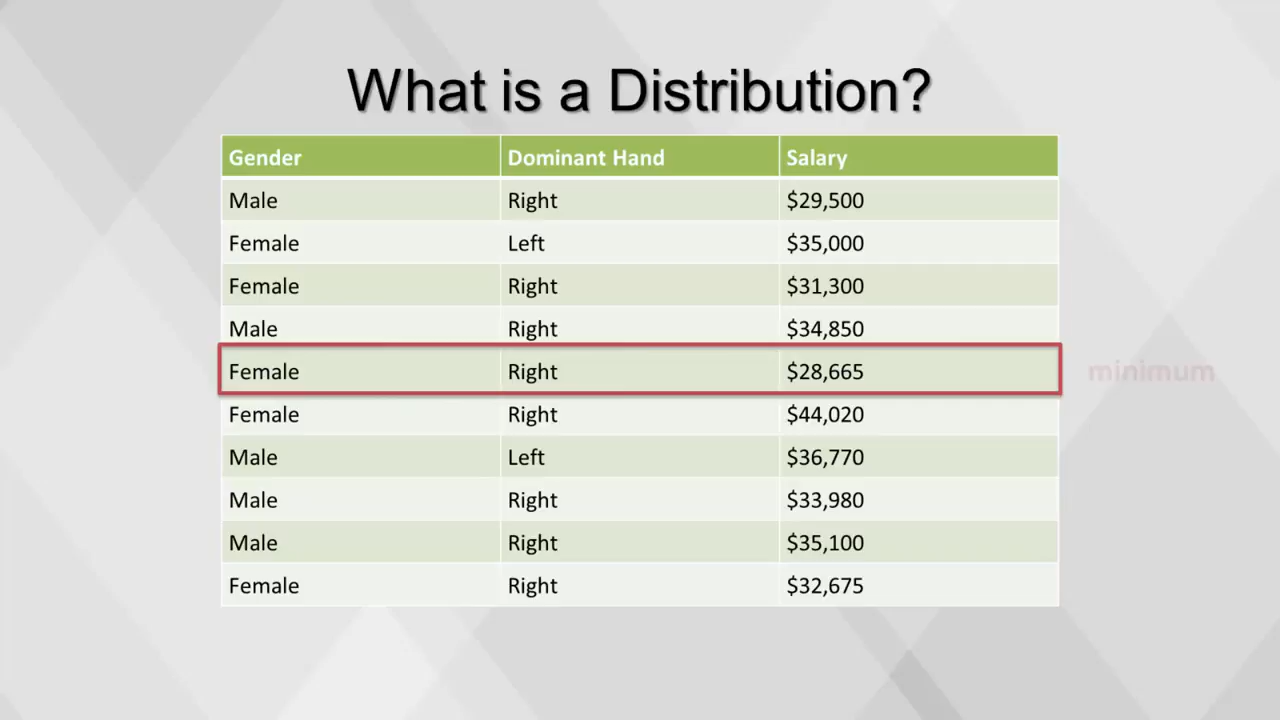 What is a Distribution?
Gender Dominant Hand Salary
Male Right $29,500
Female Left $35,000
Female Right $31,300
Male Right $34,850
Female Right $28,665 minimum
Female Right $44,020
Male Left $36,770
Male Right $33,980
Male Right $35,100
Female Right $32,675